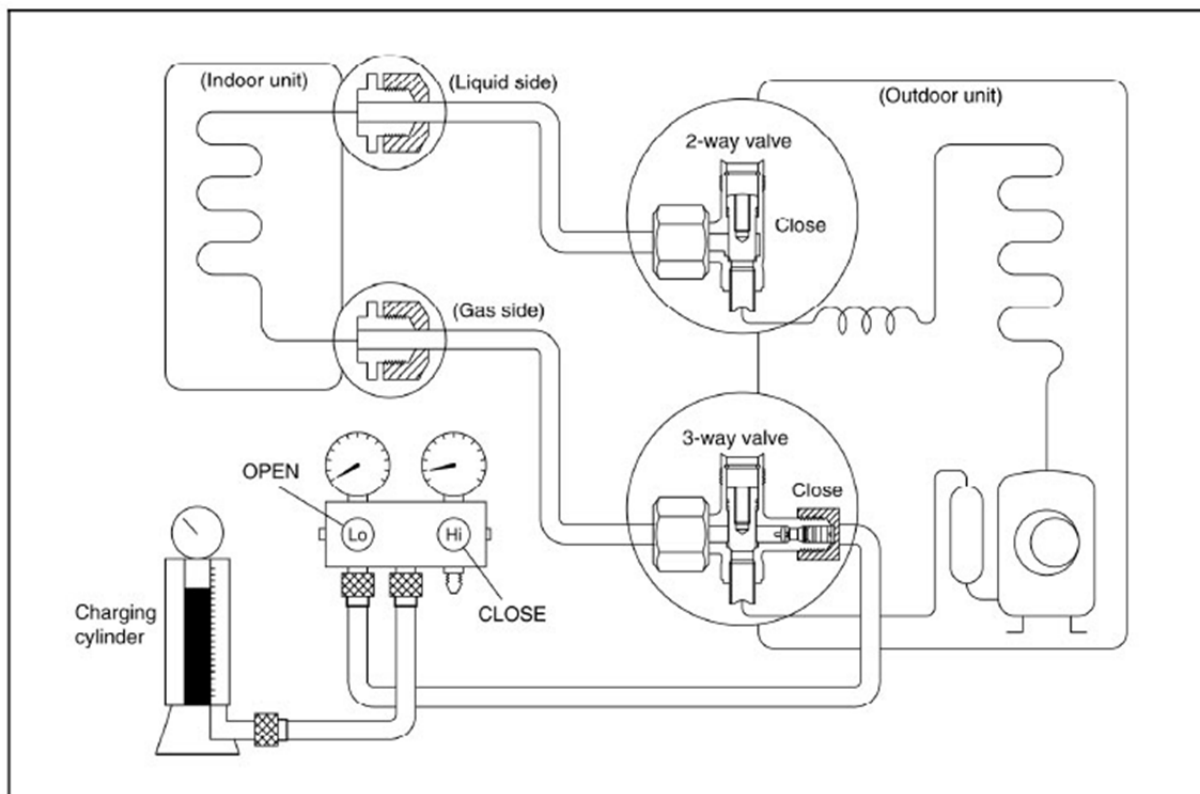 (Indoor unit)
(Liquid side)
(Outdoor unit)
2-way valve
Close
(Gas side)
3-way valve
Close
OPEN
Lo
Hi
CLOSE
Charging
cylinder